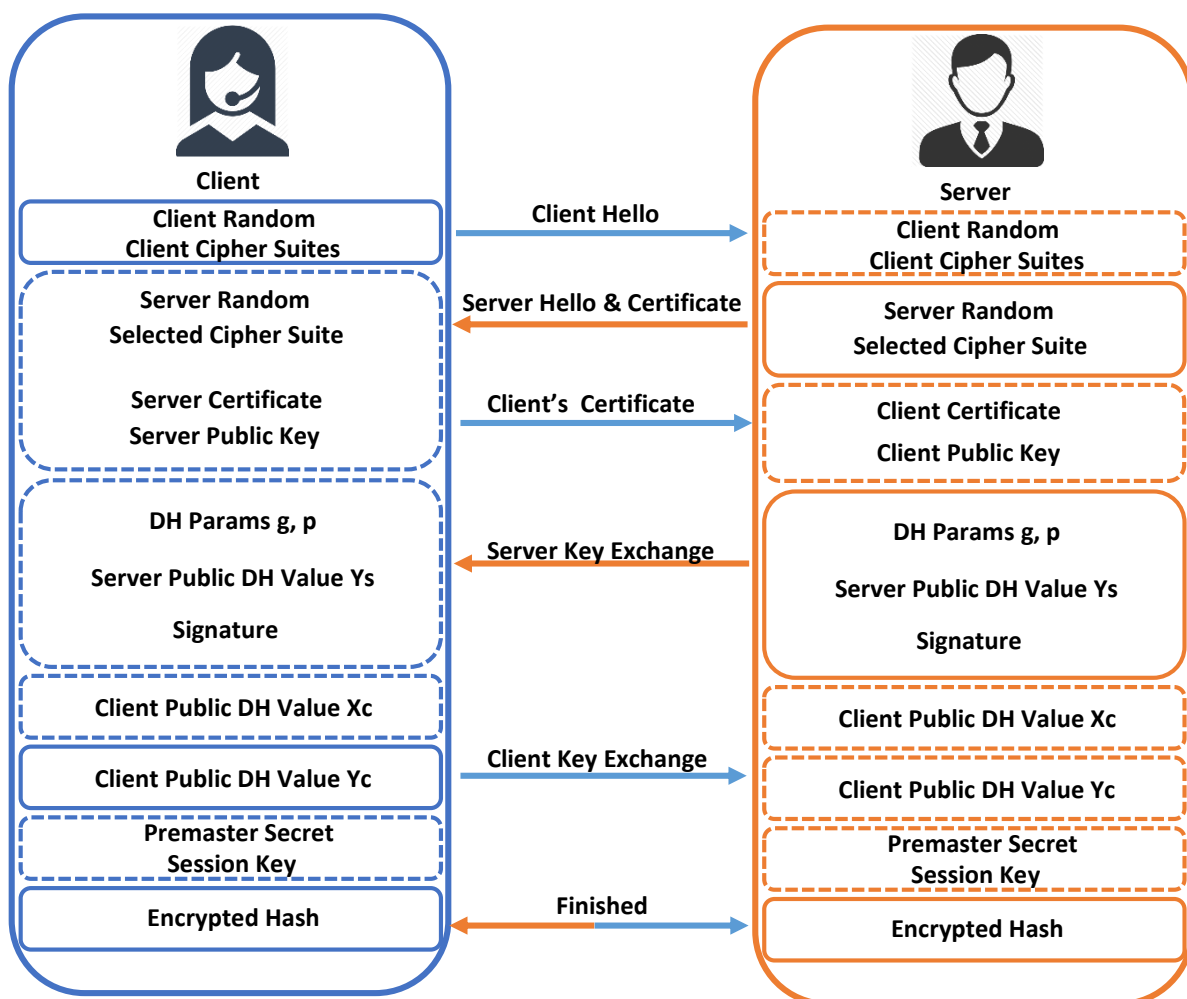 Client
Client Random
Client Cipher Suites
Server Random
Selected Cipher Suite
Server Certificate
Server Public Key
DH Params g, p
Server Public DH Value Ys
Signature
Client Public DH Value Xc
Client Public DH Value Yc
Premaster Secret
Session Key
Encrypted Hash
Client Hello
Server Hello & Certificate
Client’s Certificate
Server Key Exchange
Client Key Exchange
Finished
Server
Client Random
Client Cipher Suites
Server Random
Selected Cipher Suite
Client Certificate
Client Public Key
DH Params g, p
Server Public DH Value Ys
Signature
Client Public DH Value Xc
Client Public DH Value Yc
Premaster Secret
Session Key
Encrypted Hash